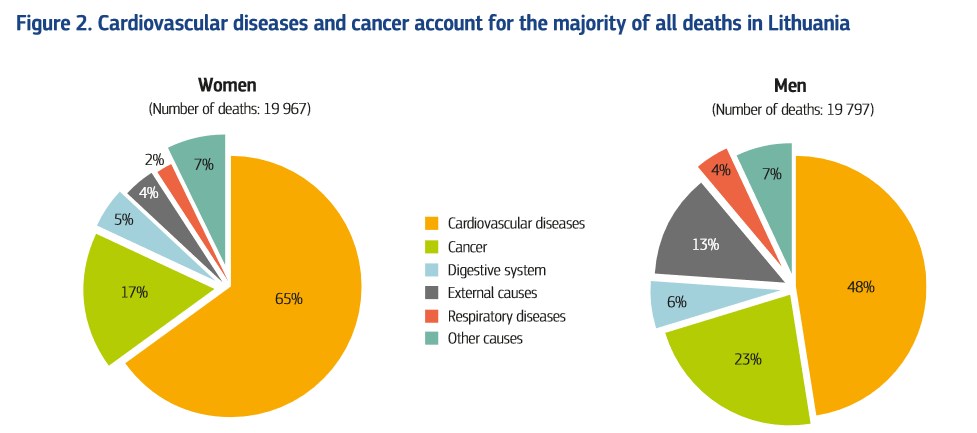 Figure 2. Cardiovascular diseases and cancer account for the majority of all deaths in Lithuania
Women
(Number of deaths: 19 967)
7%
2%
4%
5%
17%
65%
Cardiovascular diseases
Cancer
Digestive system
External causes
Respiratory diseases
Other causes
Men
(Number of deaths: 19 797)
4%
7%
13%
6%
48%
23%